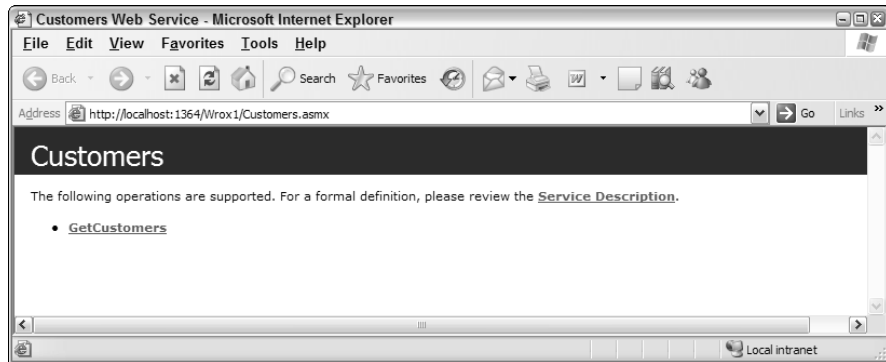 Customers Web Service - Microsoft Internet Explorer
File Edit View Favorites Tools Help
Back Search Favorites
Address http://localhost:1364/Wrox1/Customers.asmx Go Links »
Customers
The following operations are supported. For a formal definition, please review the Service Description.
• GetCustomers
Local intranet